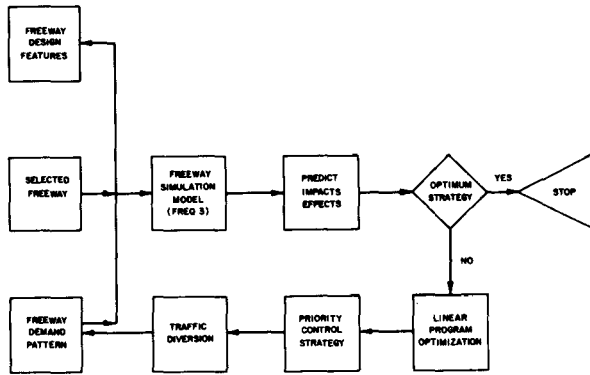 FREEWAY
DESIGN
FEATURES
SELECTED
FREEWAY
FREEWAY
SIMULATION
MODEL
(FREQ 3)
PREDICT
IMPACTS
EFFECTS
OPTIMUM
STRATEGY
YES
STOP
NO
FREEWAY
DEMAND
PATTERN
TRAFFIC
DIVERSION
PRIORITY
CONTROL
STRATEGY
LINEAR
PROGRAM
OPTIMIZATION